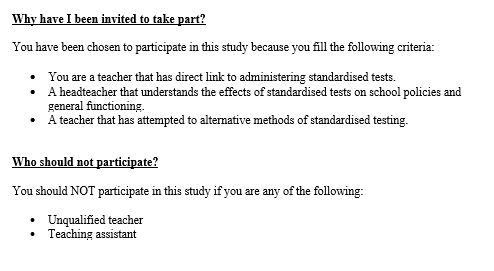 Why have I been invited to take part?
You have been chosen to participate in this study because you fill the following criteria:
• You are a teacher that has direct link to administering standardised tests.
• A headteacher that understands the effects of standardised tests on school policies and
general functioning.
• A teacher that has attempted to alternative methods of standardised testing.
Who should not participate?
You should NOT participate in this study if you are any of the following:
• Unqualified teacher
• Teaching assistant